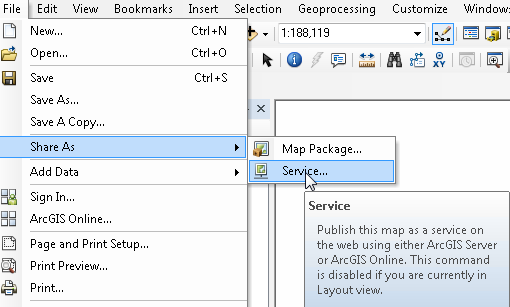 File Edit View Bookmarks Insert Selection Geoprocessing Customize Window
New... Ctrl+N
1:188,119
Open... Ctrl+O
Save Ctrl+S
Save As...
Save A Copy...
Share As
Map Package...
Add Data
Service...
Sign In...
ArcGIS Online...
Page and Print Setup...
Print Preview...
Print...
Service
Publish this map as a service on
the web using either ArcGIS Server
or ArcGIS Online. This command
is disabled if you are currently in
Layout view.